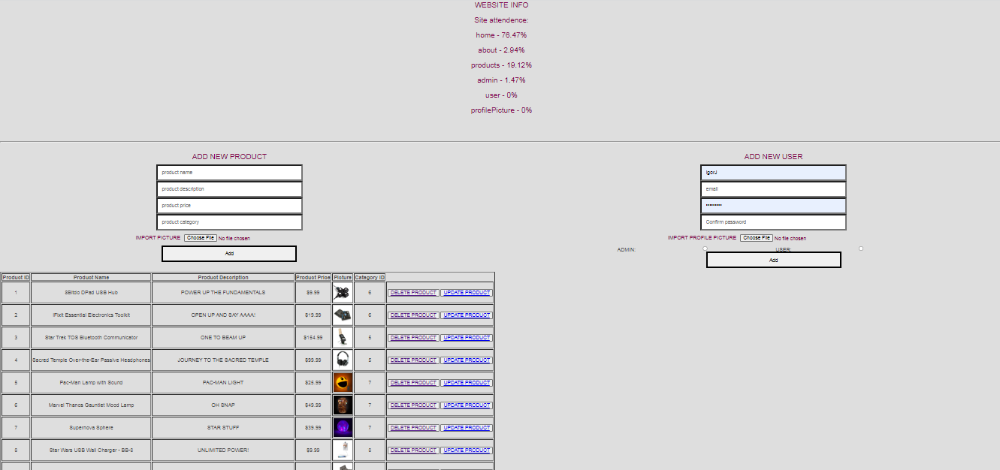 WEBSITE INFO
Site attendence:
home - 76.47%
about - 2.94%
products - 19.12%
admin - 1.47%
user - 0%
profilePicture - 0%
ADD NEW PRODUCT
product name
product description
product price
product category
IMPORT PICTURE Choose File No file chosen
Add
ADD NEW USER
IgorJ
email
•••••••••
Confirm password
IMPORT PROFILE PICTURE Choose File No file chosen
ADMIN: USER:
Add
Product ID Product Name Product Description Product Price Picture Category ID
1 8Bitdo DPad USB Hub POWER UP THE FUNDAMENTALS $9.99 6 DELETE PRODUCT UPDATE PRODUCT
2 iFixit Essential Electronics Toolkit OPEN UP AND SAY AAAA! $19.99 6 DELETE PRODUCT UPDATE PRODUCT
3 Star Trek TOS Bluetooth Communicator ONE TO BEAM UP $154.99 5 DELETE PRODUCT UPDATE PRODUCT
4 Sacred Temple Over-the-Ear Passive Headphones JOURNEY TO THE SACRED TEMPLE $99.99 5 DELETE PRODUCT UPDATE PRODUCT
5 Pac-Man Lamp with Sound PAC-MAN LIGHT $25.99 7 DELETE PRODUCT UPDATE PRODUCT
6 Marvel Thanos Gauntlet Mood Lamp OH SNAP $49.99 7 DELETE PRODUCT UPDATE PRODUCT
7 Supernova Sphere STAR STUFF $39.99 7 DELETE PRODUCT UPDATE PRODUCT
8 Star Wars USB Wall Charger - BB-8 UNLIMITED POWER! $9.99 8 DELETE PRODUCT UPDATE PRODUCT